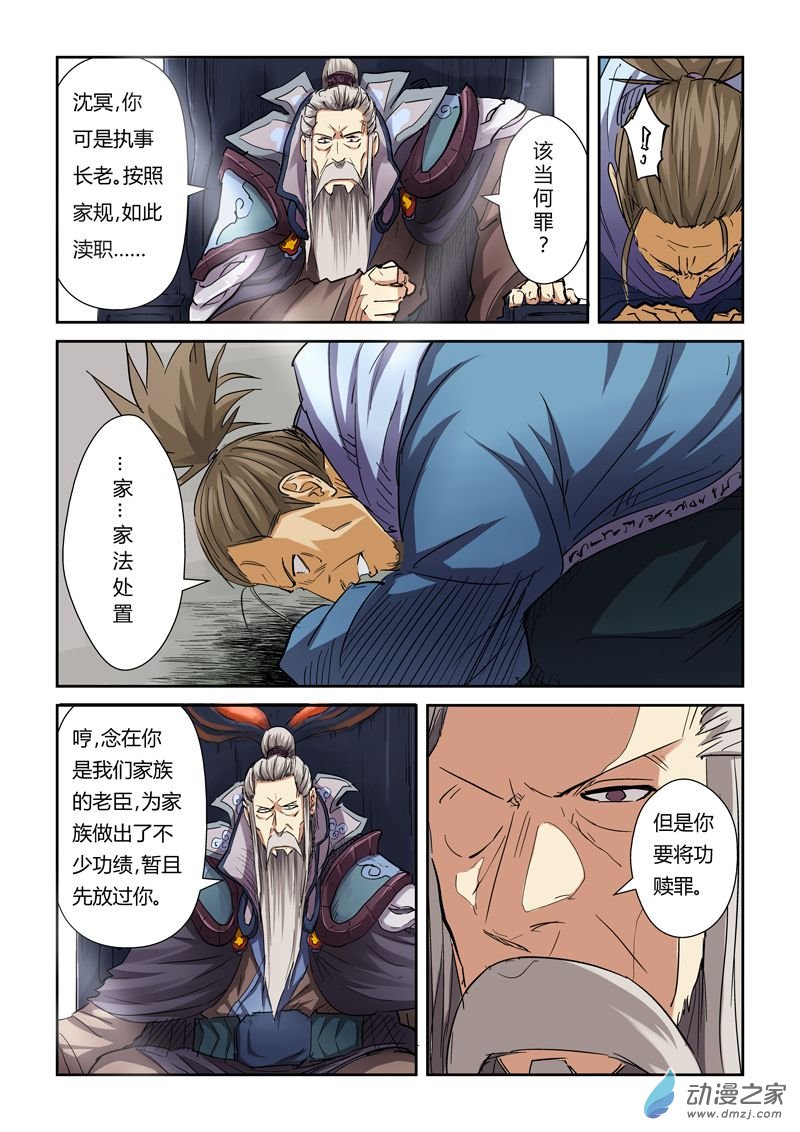 沈冥，你
可是执事
长老。按照
家规，如此
渎职……
该当何罪？
！
…家…家法处置
哼，念在你
是我们家族
的老臣，为家
族做出了不
少功绩，暂且
先放过你。
但是你
要将功
赎罪。
动漫之家
www.dmzj.com